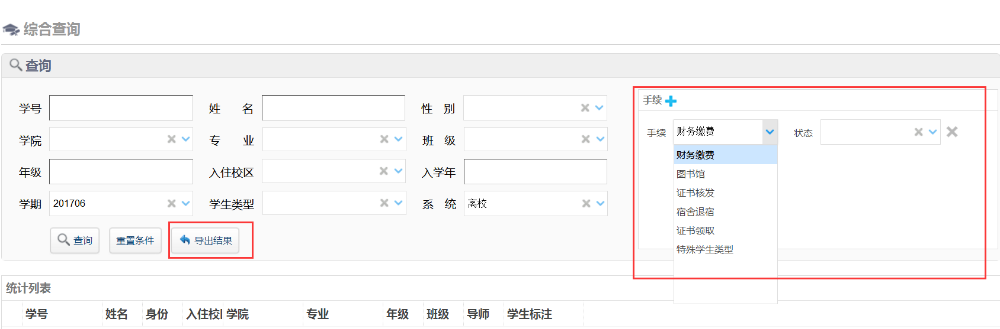 综合查询
查询
学号 姓 名 性 别
学院 专 业 班 级
年级 入住校区 入学年
学期 201706 学生类型 系 统 离校
查询 重置条件 导出结果
手续
手续 财务缴费 状态
财务缴费
图书馆
证书核发
宿舍退宿
证书领取
特殊学生类型
统计列表
学号 姓名 身份 入住校 学院 专业 年级 班级 导师 学生标注